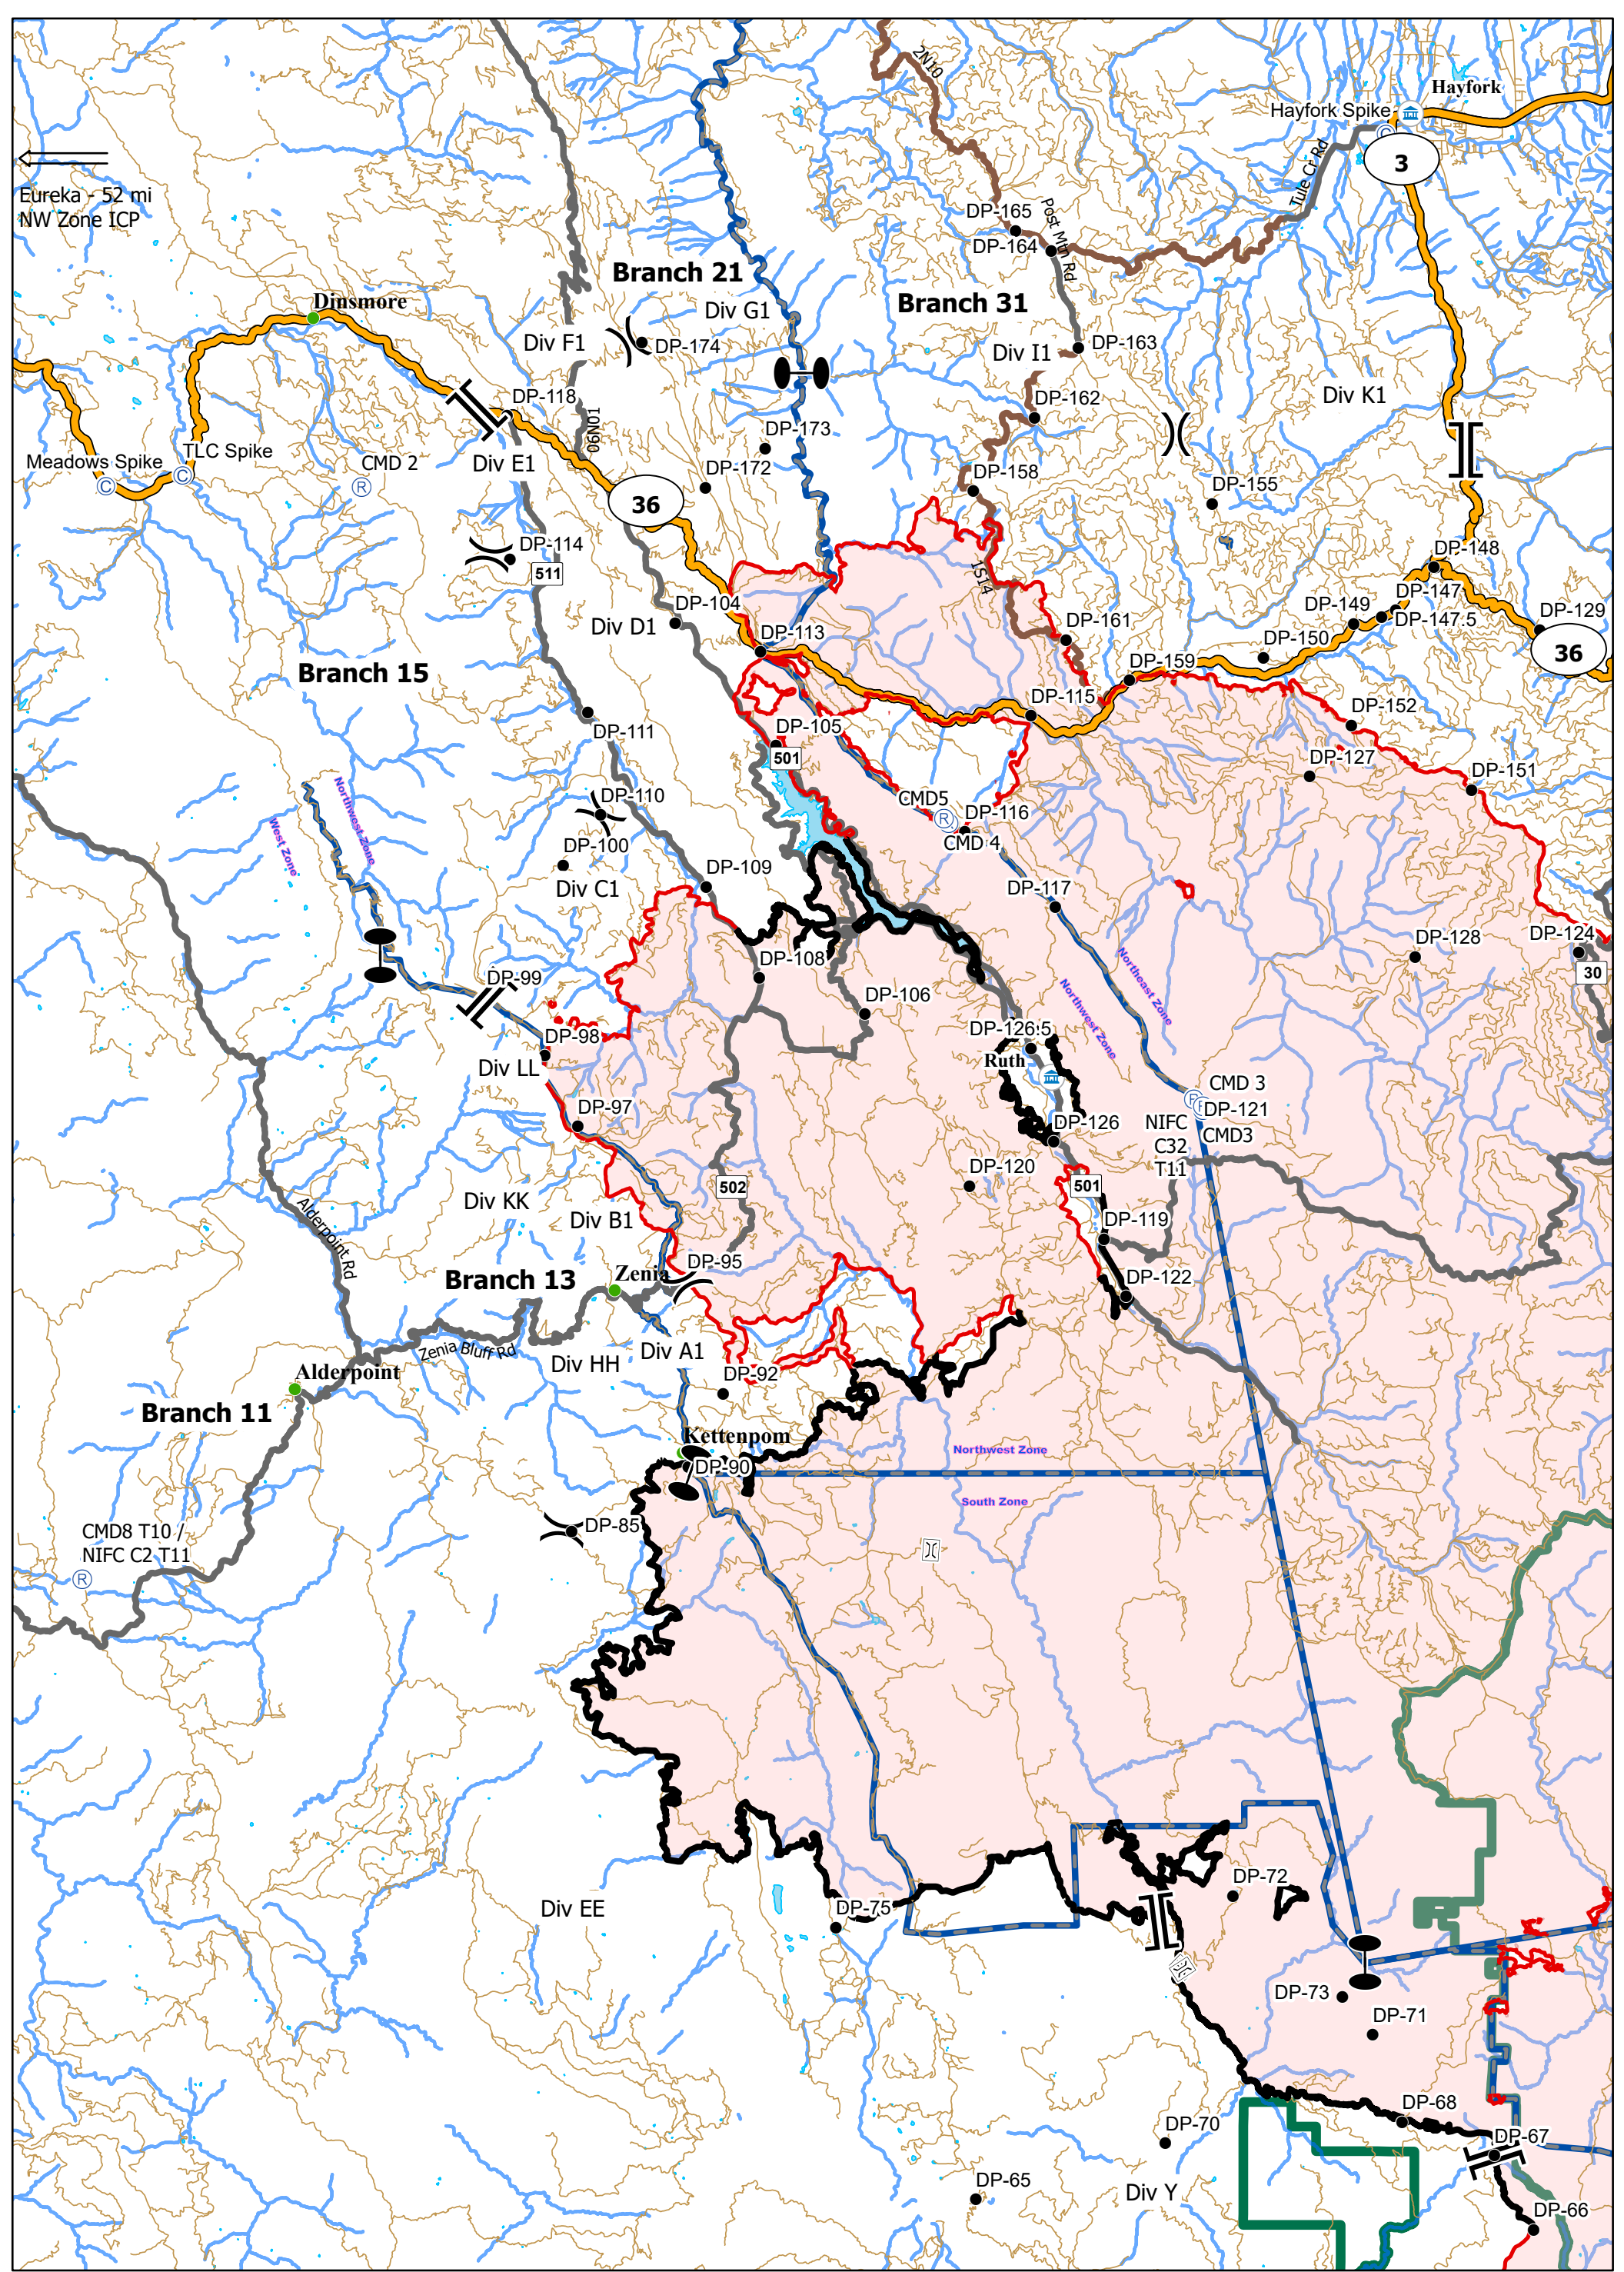 2N10
Hayfork
Hayfork Spike
3
Tule Cr Rd
Eureka - 52 mi
NW Zone ICP
DP-165
Post Mtn Rd
DP-164
Branch 21
Dinsmore
Div G1
Branch 31
Div F1
DP-174
Div I1
DP-163
Div K1
DP-118
DP-162
06N01
DP-173
Meadows Spike
TLC Spike
CMD 2
Div E1
DP-172
DP-158
36
DP-155
R
C
C
DP-114
511
DP-148
1S14
DP-147
DP-104
DP-149
DP-129
DP-147.5
Div D1
DP-113
DP-161
DP-150
36
Branch 15
DP-159
DP-115
DP-152
DP-111
DP-105
501
DP-127
DP-151
Northwest Zone
West Zone
DP-110
CMD5
R
DP-116
CMD 4
DP-100
Div C1
DP-109
DP-117
DP-124
DP-128
DP-108
30
DP-99
Northeast Zone
Northwest Zone
DP-106
DP-126.5
DP-98
Ruth
Div LL
CMD 3
DP-97
DP-121
DP-126
NIFC
C32
T11
CMD3
DP-120
502
501
Div KK
Div B1
DP-119
Alderpoint Rd
DP-95
Branch 13
Zenia
DP-122
Zenia Bluff Rd
Div HH
Div A1
Alderpoint
DP-92
Branch 11
Kettenpom
Northwest Zone
DP-90
South Zone
DP-85
CMD8 T10 /
NIFC C2 T11
R
DP-72
Div EE
DP-75
DP-73
DP-71
DP-68
DP-70
DP-67
DP-65
Div Y
DP-66